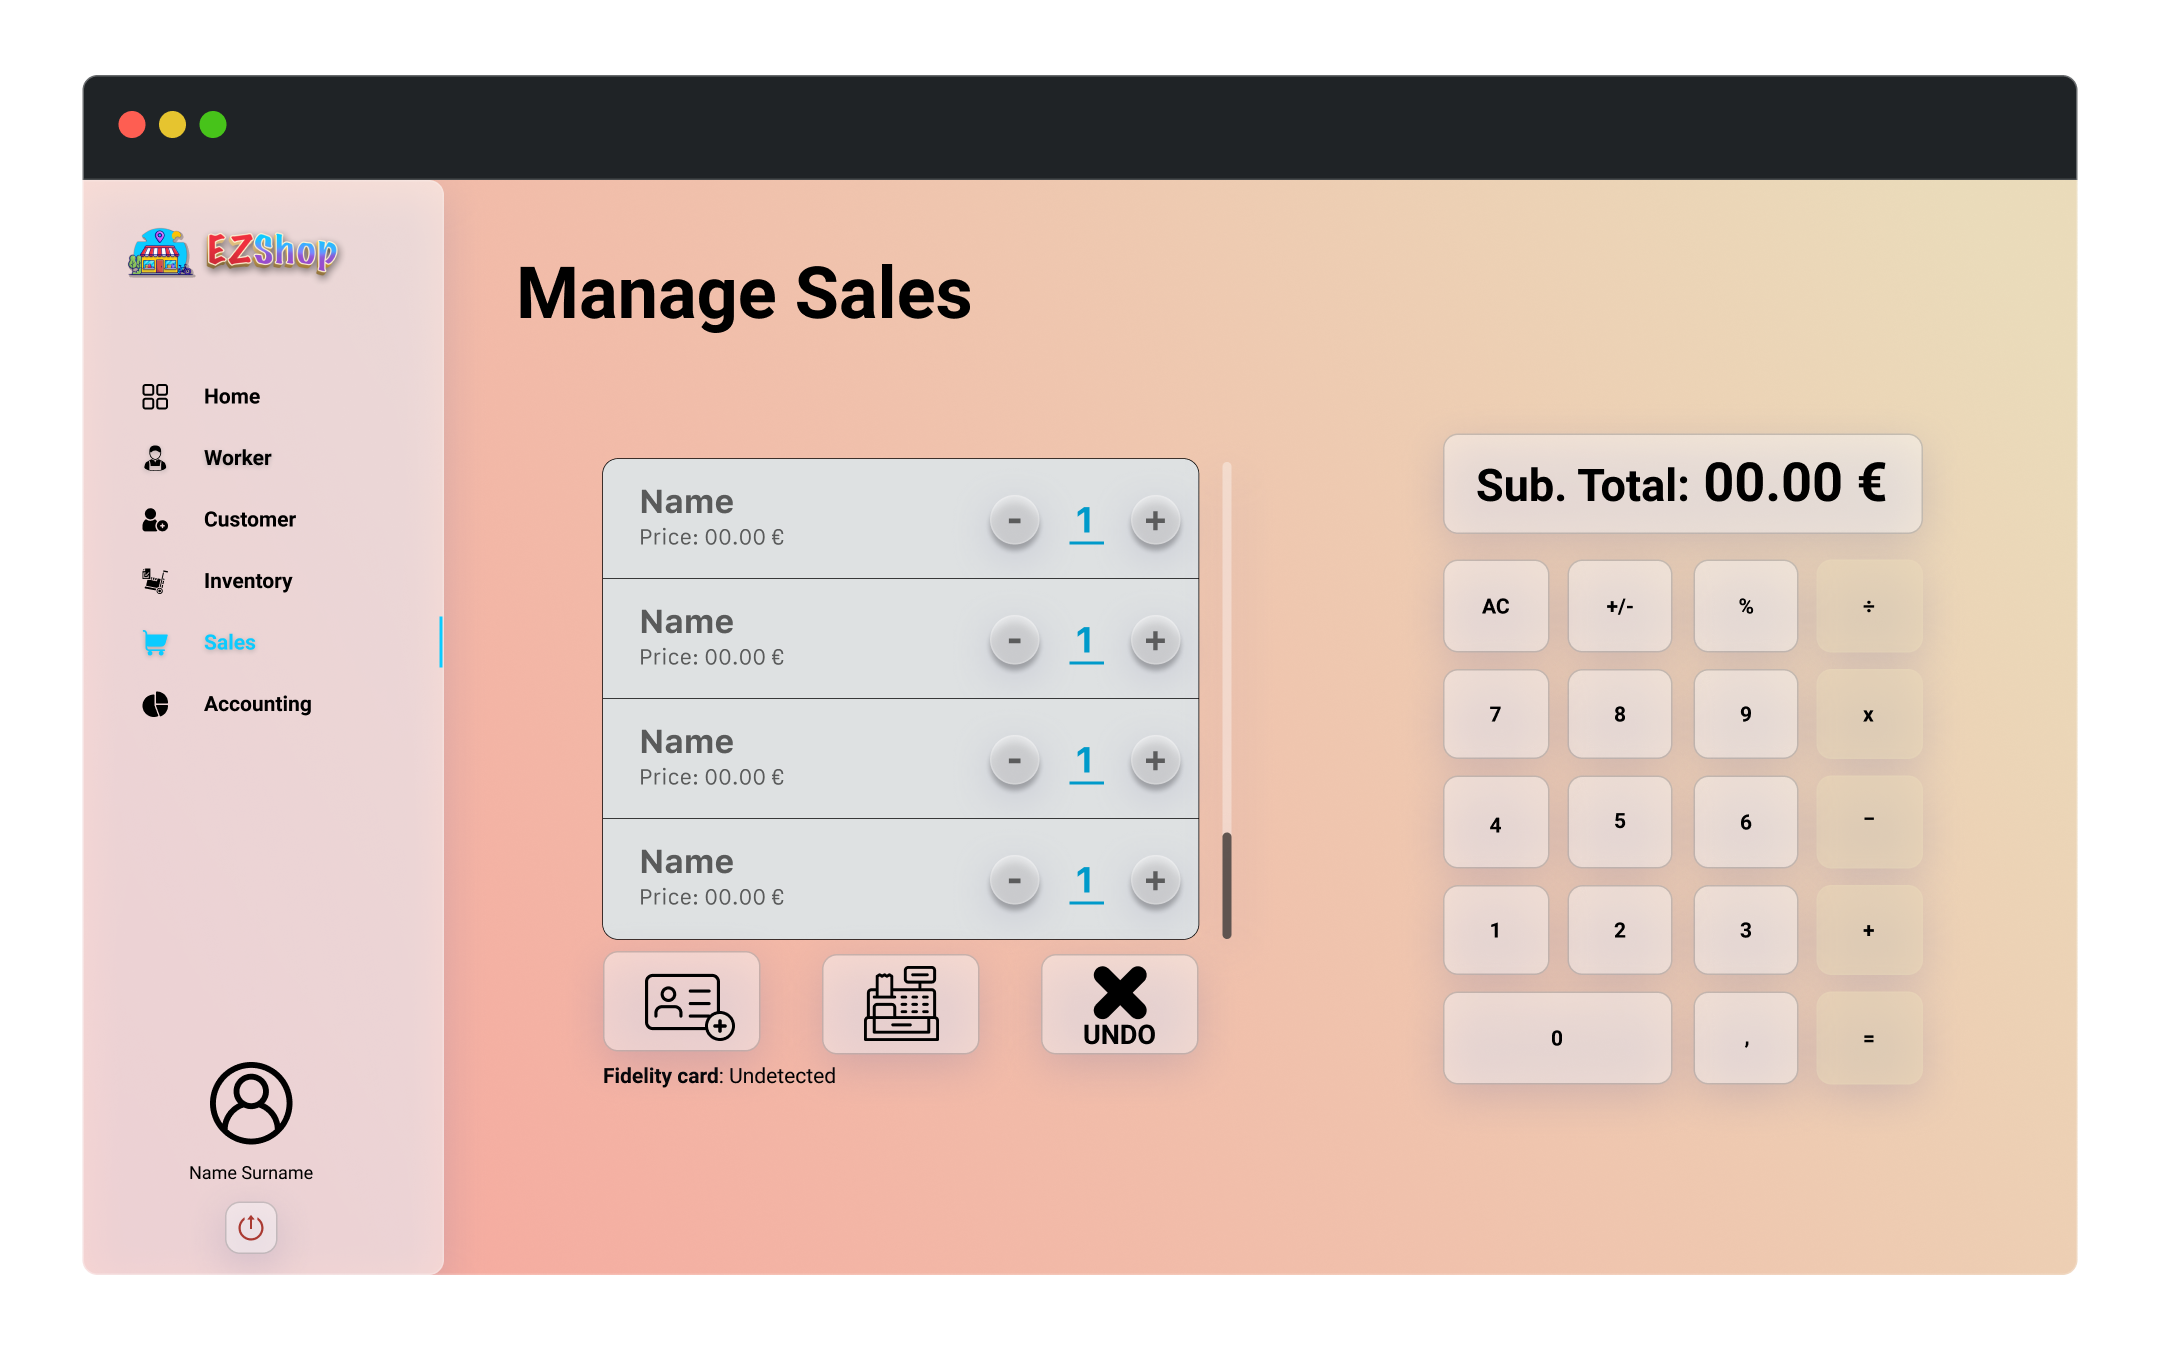 EZShop
Home
Worker
Customer
Inventory
Sales
Accounting
Name Surname
Manage Sales
Name
Price: 00.00 €
- 1 +
Name
Price: 00.00 €
- 1 +
Name
Price: 00.00 €
- 1 +
Name
Price: 00.00 €
- 1 +
UNDO
Fidelity card: Undetected
Sub. Total: 00.00 €
AC +/- % ÷
7 8 9 x
4 5 6 −
1 2 3 +
0 , =